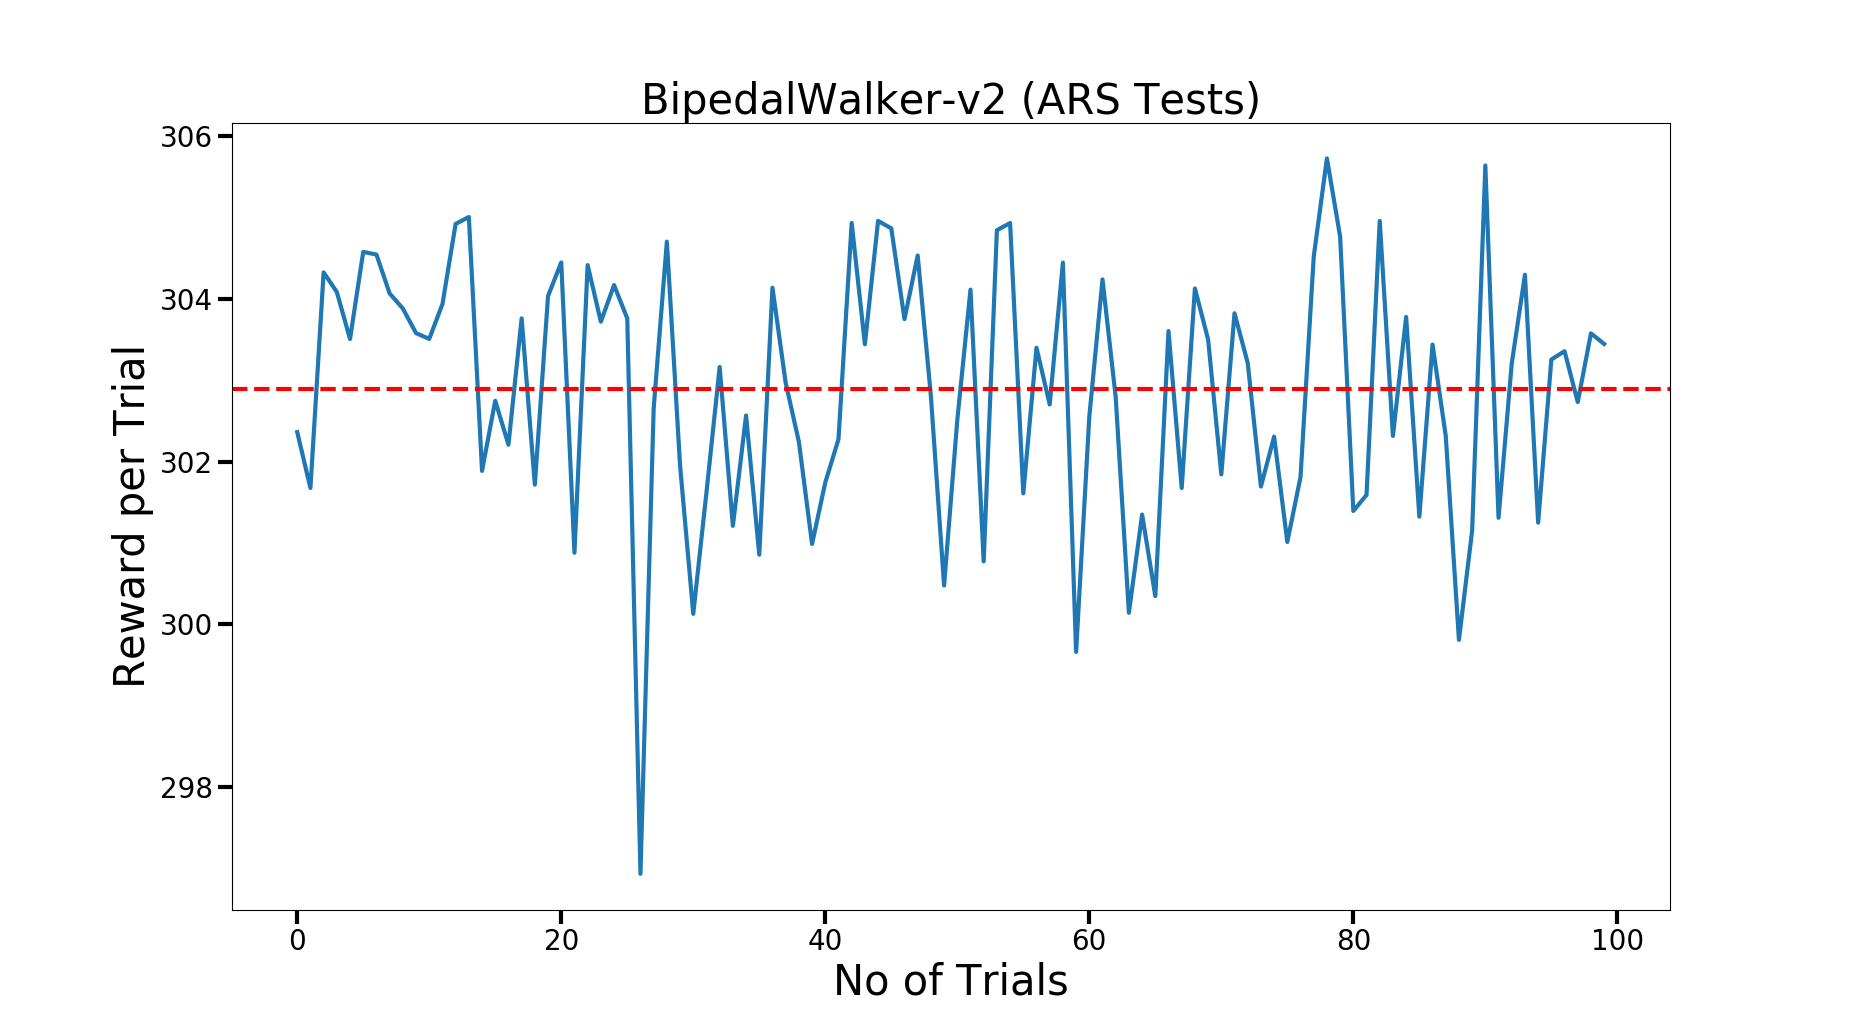 BipedalWalker-v2 (ARS Tests)
306
304
302
300
298
Reward per Trial
0 20 40 60 80 100
No of Trials